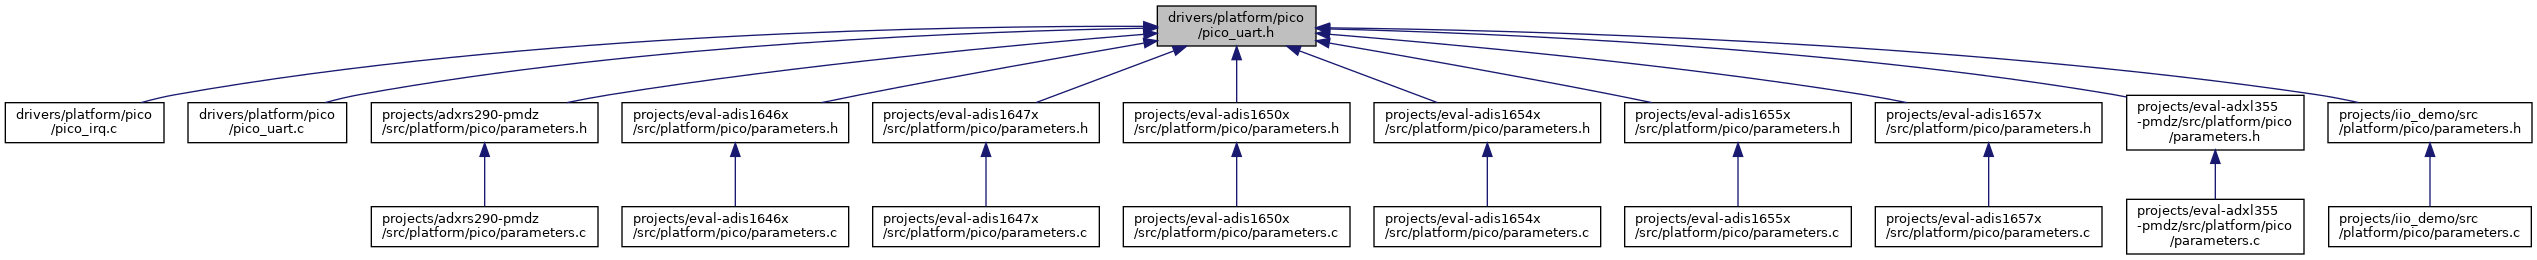 drivers/platform/pico
/pico_uart.h
drivers/platform/pico
/pico_irq.c
drivers/platform/pico
/pico_uart.c
projects/adxrs290-pmdz
/src/platform/pico/parameters.h
projects/eval-adis1646x
/src/platform/pico/parameters.h
projects/eval-adis1647x
/src/platform/pico/parameters.h
projects/eval-adis1650x
/src/platform/pico/parameters.h
projects/eval-adis1654x
/src/platform/pico/parameters.h
projects/eval-adis1655x
/src/platform/pico/parameters.h
projects/eval-adis1657x
/src/platform/pico/parameters.h
projects/eval-adxl355
-pmdz/src/platform/pico
/parameters.h
projects/iio_demo/src
/platform/pico/parameters.h
projects/adxrs290-pmdz
/src/platform/pico/parameters.c
projects/eval-adis1646x
/src/platform/pico/parameters.c
projects/eval-adis1647x
/src/platform/pico/parameters.c
projects/eval-adis1650x
/src/platform/pico/parameters.c
projects/eval-adis1654x
/src/platform/pico/parameters.c
projects/eval-adis1655x
/src/platform/pico/parameters.c
projects/eval-adis1657x
/src/platform/pico/parameters.c
projects/eval-adxl355
-pmdz/src/platform/pico
/parameters.c
projects/iio_demo/src
/platform/pico/parameters.c